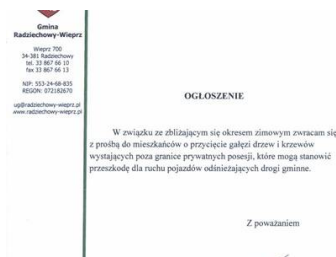 Gmina
Radziechowy-Wieprz
Wieprz 700
34-381 Radziechowy
tel. 33 867 66 10
fax 33 867 66 13
NIP: 553-24-68-835
REGON: 072182670
ug@radziechowy-wieprz.pl
www.radziechowy-wieprz.pl
OGŁOSZENIE
W związku ze zbliżającym się okresem zimowym zwracam się
z prośbą do mieszkańców o przycięcie gałęzi drzew i krzewów
wystających poza granice prywatnych posesji, które mogą stanowić
przeszkodę dla ruchu pojazdów odśnieżających drogi gminne.
Z poważaniem